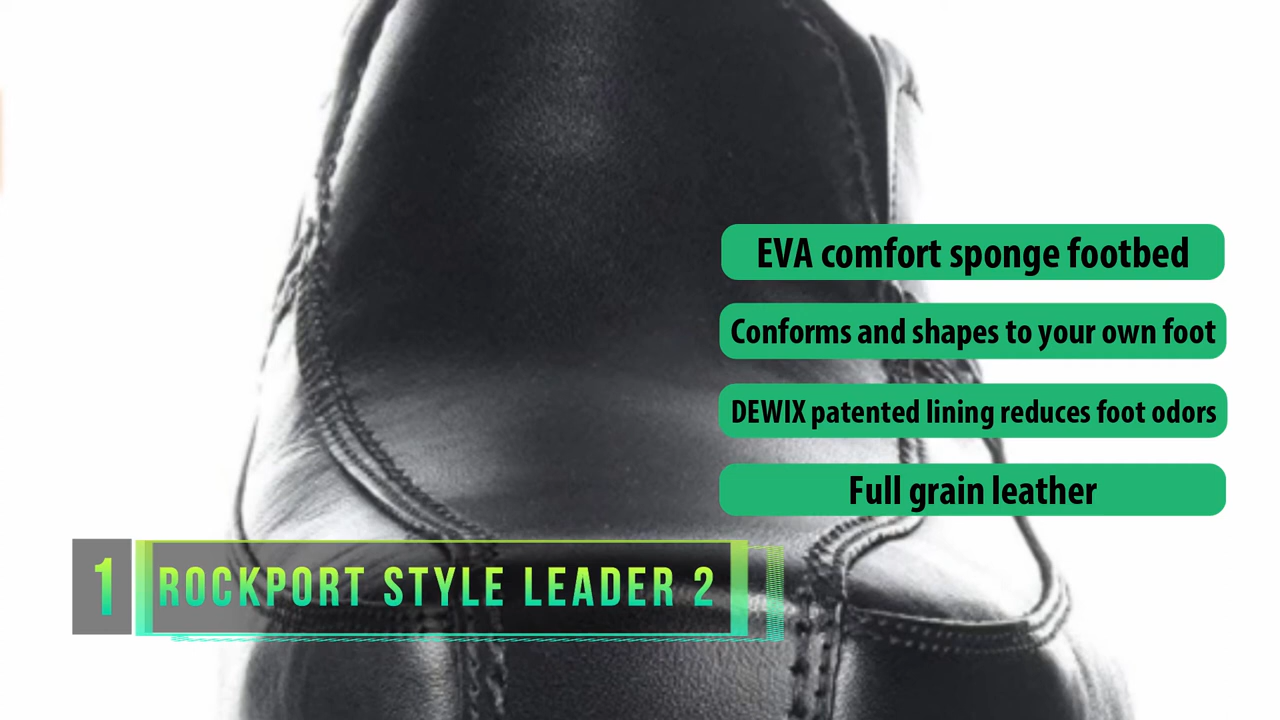 EVA comfort sponge footbed
Conforms and shapes to your own foot
DEWIX patented lining reduces foot odors
Full grain leather
1 ROCKPORT STYLE LEADER 2